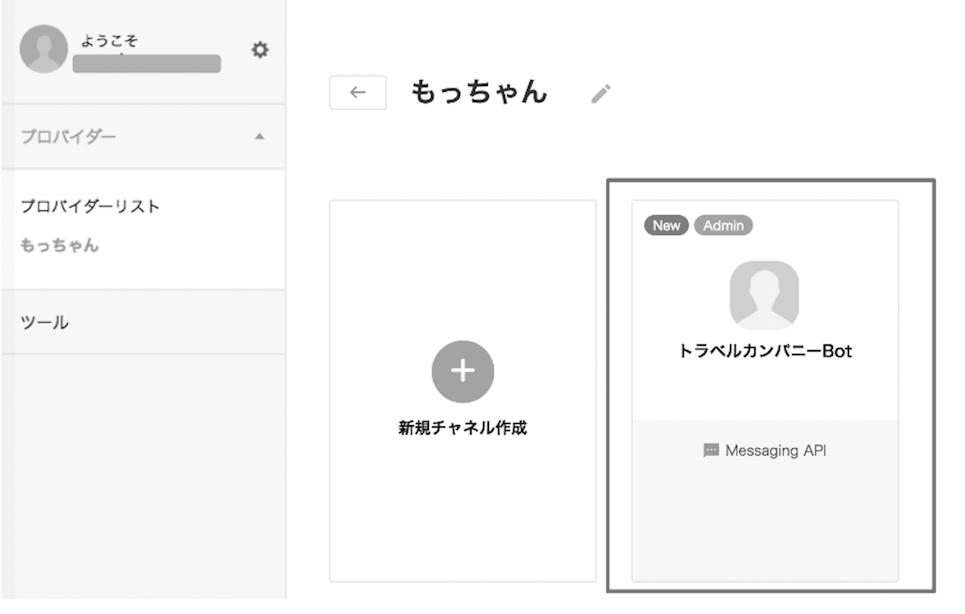 ようこそ
プロバイダー
プロバイダーリスト
もっちゃん
ツール
もっちゃん
新規チャネル作成
New Admin
トラベルカンパニーBot
Messaging API